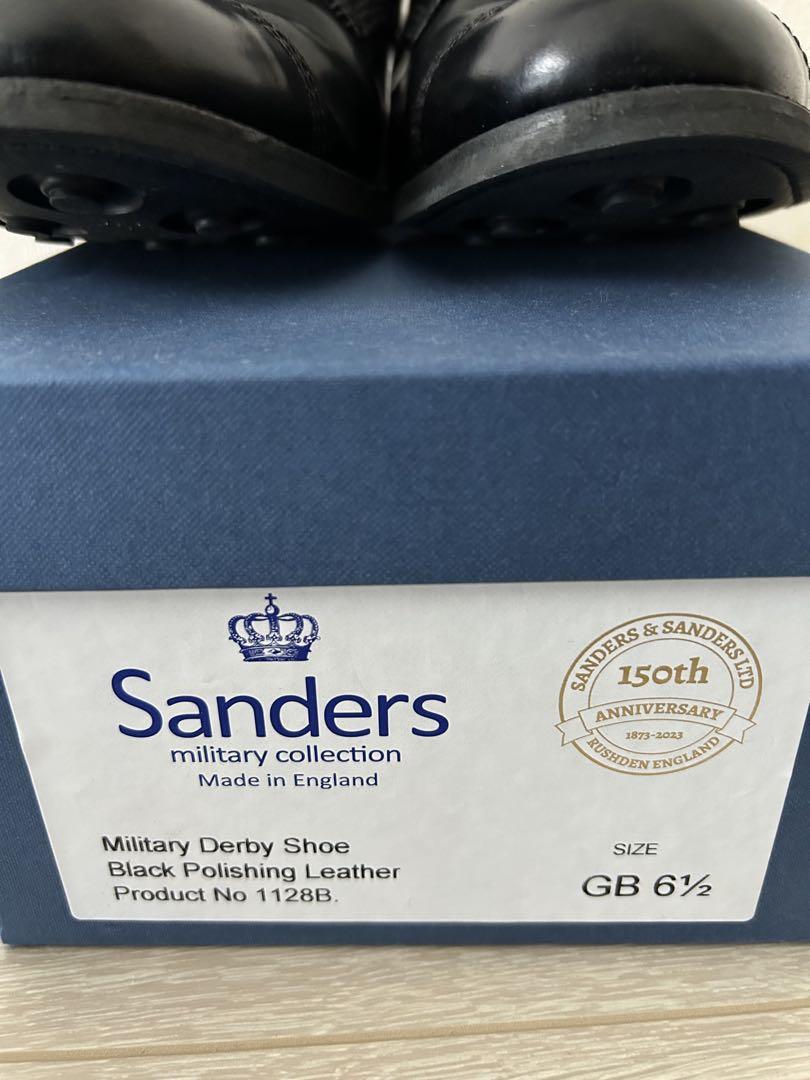 Sanders
military collection
Made in England
SANDERS & SANDERS LTD
150th
ANNIVERSARY
1873-2023
RUSHDEN ENGLAND
Military Derby Shoe
Black Polishing Leather
Product No 1128B.
SIZE
GB 6½